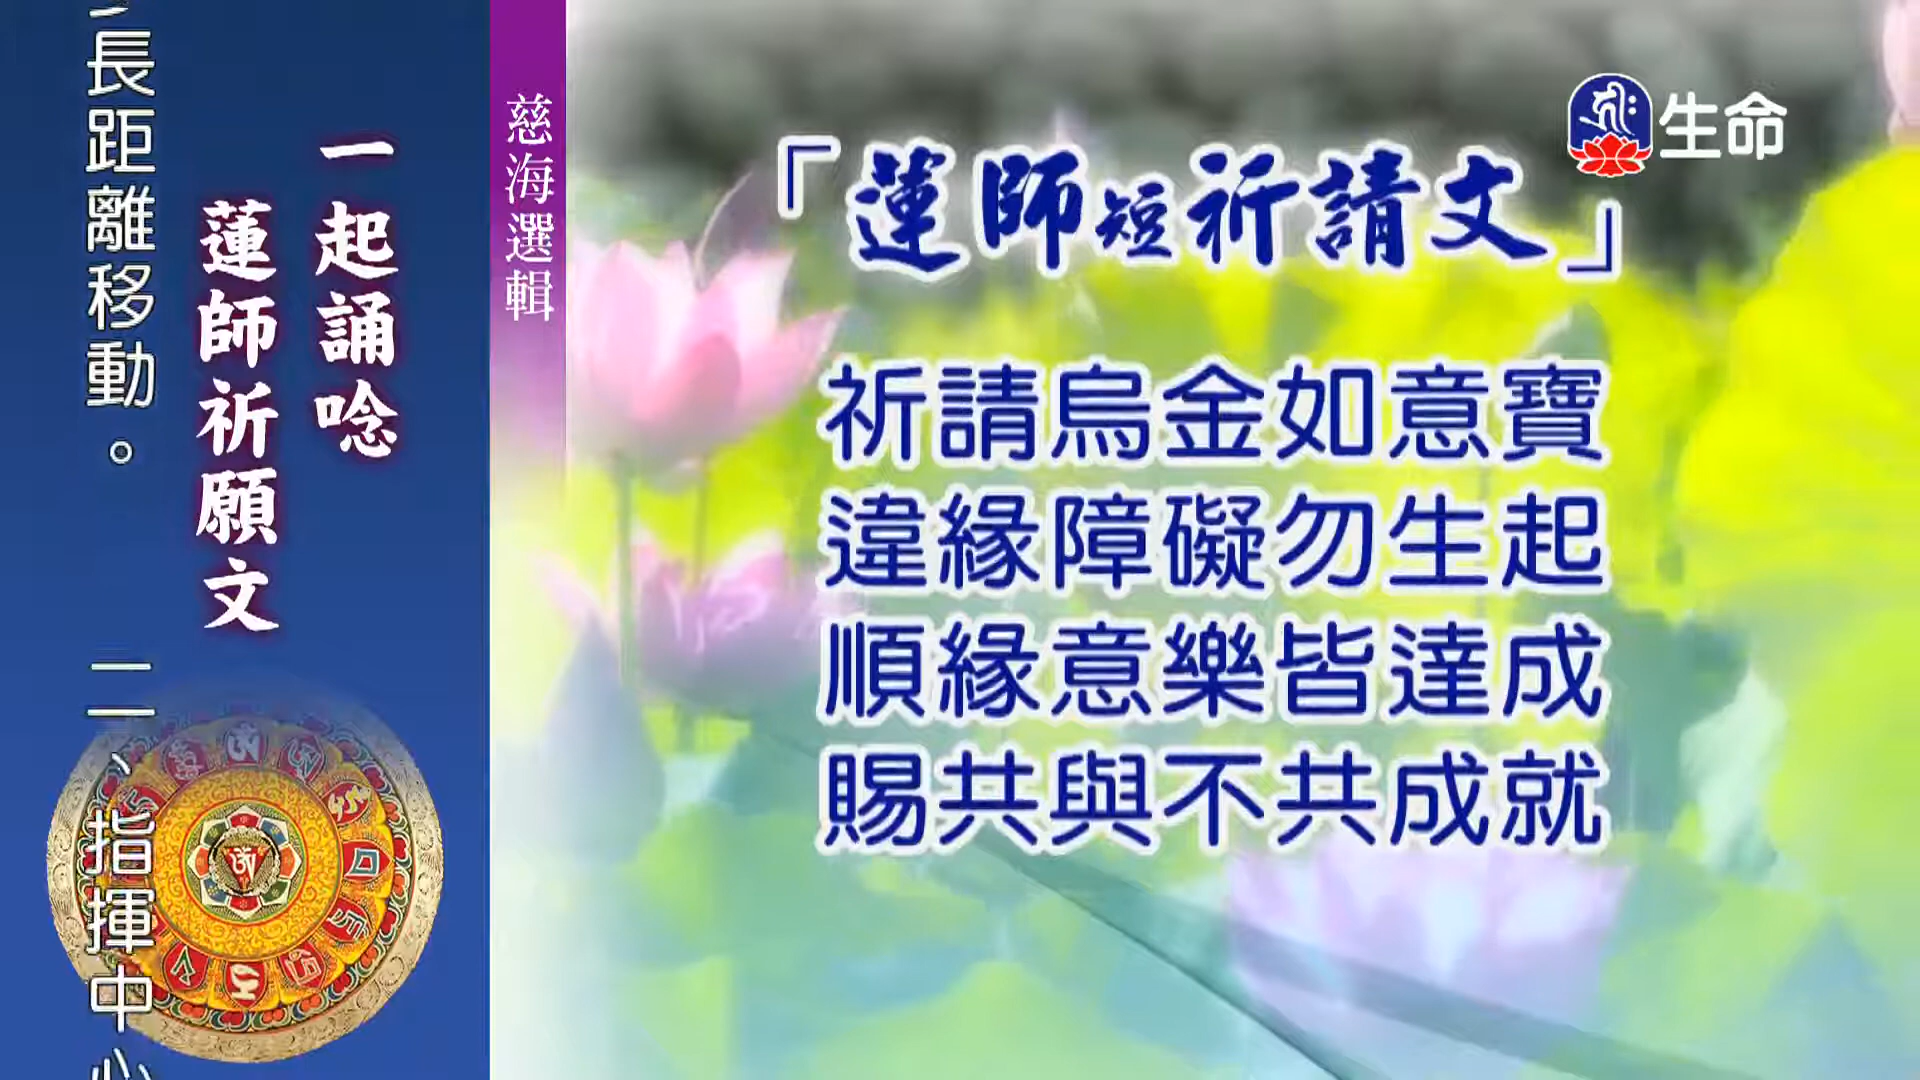 長距離移動。 二、指揮中心
一起誦唸
蓮師祈願文
慈海選輯
生命
「蓮師短祈請文」
祈請烏金如意寶
違緣障礙勿生起
順緣意樂皆達成
賜共與不共成就